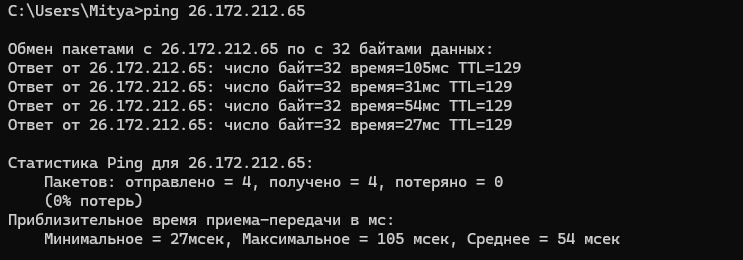 C:\Users\Mitya>ping 26.172.212.65
Обмен пакетами с 26.172.212.65 по с 32 байтами данных:
Ответ от 26.172.212.65: число байт=32 время=105мс TTL=129
Ответ от 26.172.212.65: число байт=32 время=31мс TTL=129
Ответ от 26.172.212.65: число байт=32 время=54мс TTL=129
Ответ от 26.172.212.65: число байт=32 время=27мс TTL=129
Статистика Ping для 26.172.212.65:
    Пакетов: отправлено = 4, получено = 4, потеряно = 0
    (0% потерь)
Приблизительное время приема-передачи в мс:
    Минимальное = 27мсек, Максимальное = 105 мсек, Среднее = 54 мсек